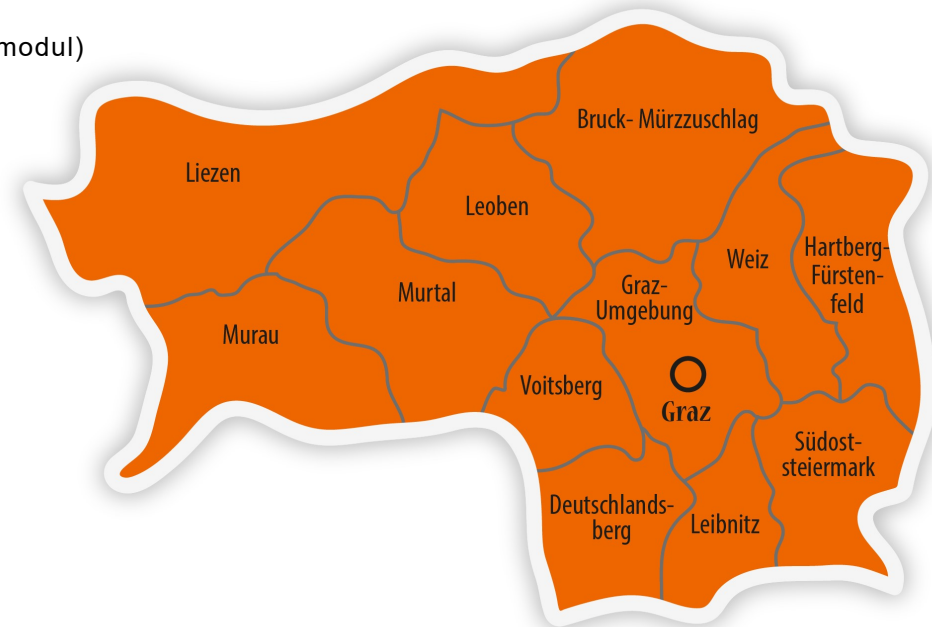 modul)
Bruck- Mürzzuschlag
Liezen
Leoben
Weiz
Hartberg-
Fürsten-
feld
Murtal
Graz-
Umgebung
Murau
Voitsberg
Graz
Südost-
steiermark
Deutschlands-
berg
Leibnitz